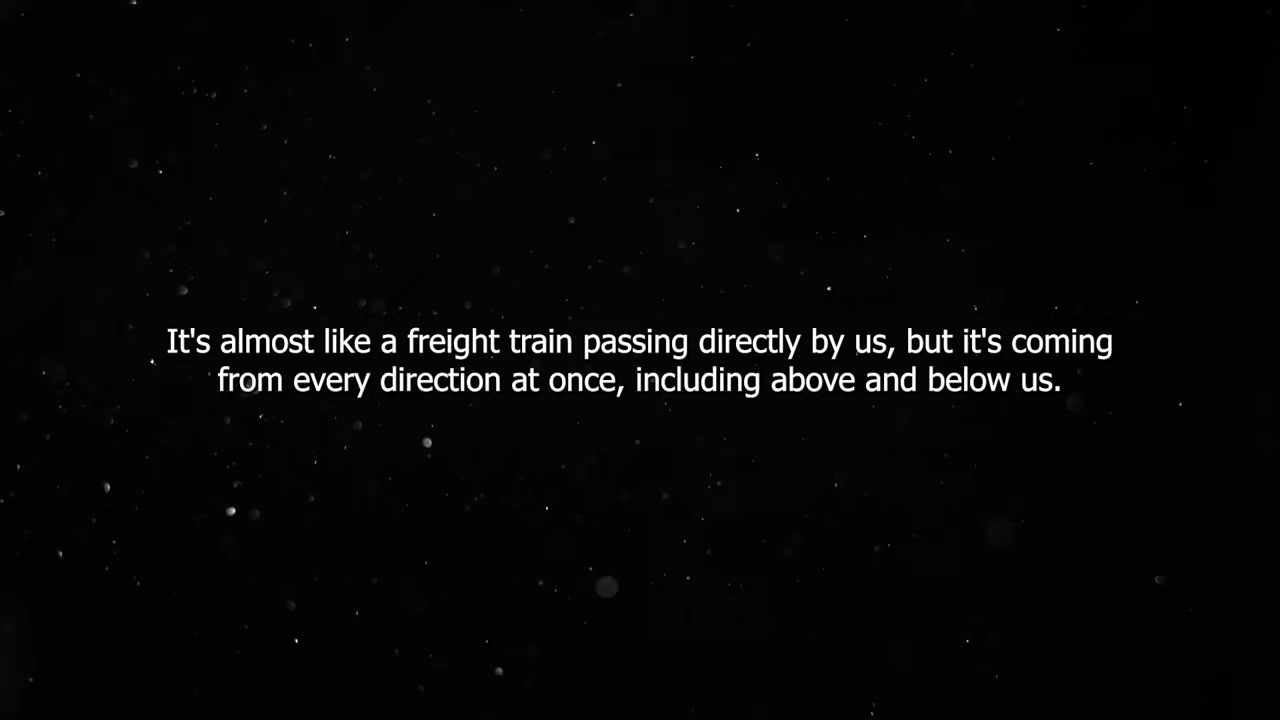 It's almost like a freight train passing directly by us, but it's coming
from every direction at once, including above and below us.